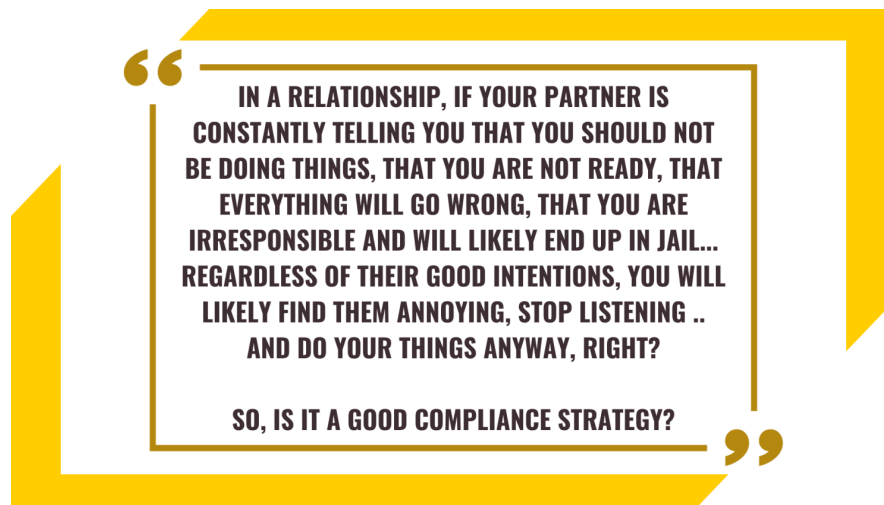 IN A RELATIONSHIP, IF YOUR PARTNER IS
CONSTANTLY TELLING YOU THAT YOU SHOULD NOT
BE DOING THINGS, THAT YOU ARE NOT READY, THAT
EVERYTHING WILL GO WRONG, THAT YOU ARE
IRRESPONSIBLE AND WILL LIKELY END UP IN JAIL...
REGARDLESS OF THEIR GOOD INTENTIONS, YOU WILL
LIKELY FIND THEM ANNOYING, STOP LISTENING ..
AND DO YOUR THINGS ANYWAY, RIGHT?
SO, IS IT A GOOD COMPLIANCE STRATEGY?